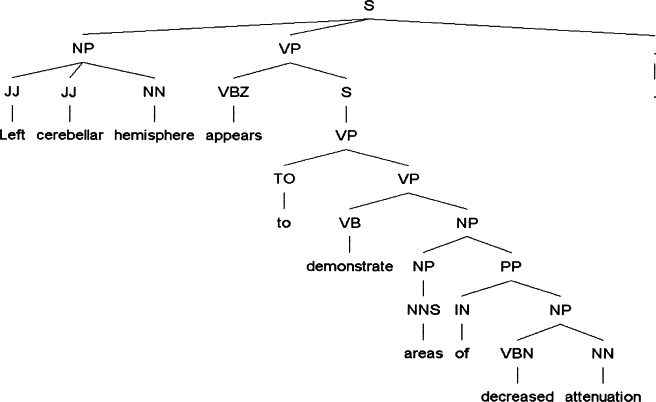 S
NP VP .
JJ JJ NN VBZ S .
Left cerebellar hemisphere appears VP
TO VP
to VB NP
demonstrate NP PP
NNS IN NP
areas of VBN NN
decreased attenuation